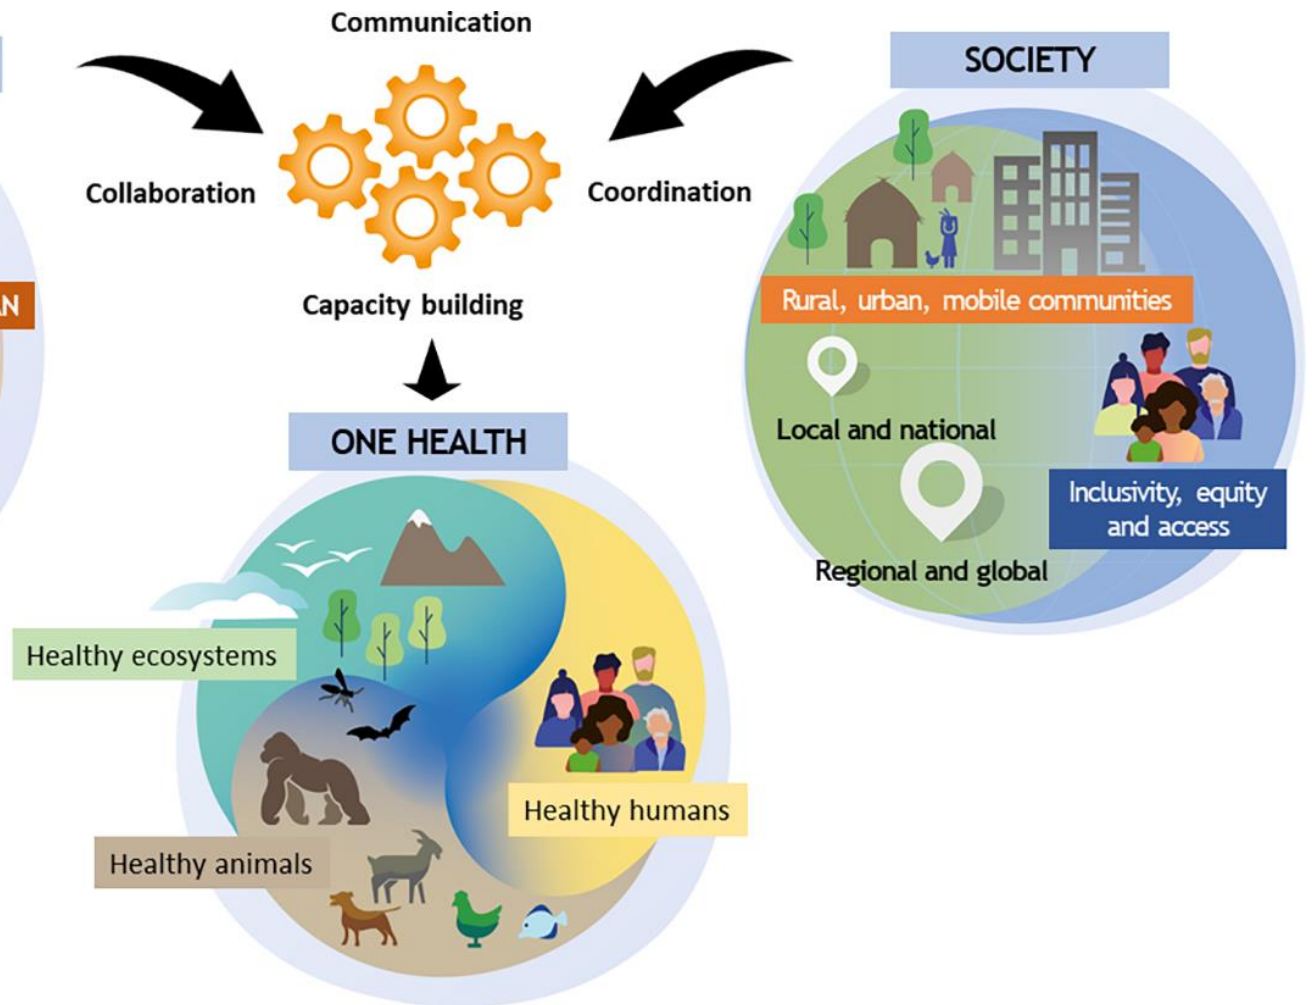 Communication
SOCIETY
Collaboration
Coordination
Capacity building
Rural, urban, mobile communities
Local and national
Inclusivity, equity
and access
Regional and global
ONE HEALTH
Healthy ecosystems
Healthy humans
Healthy animals